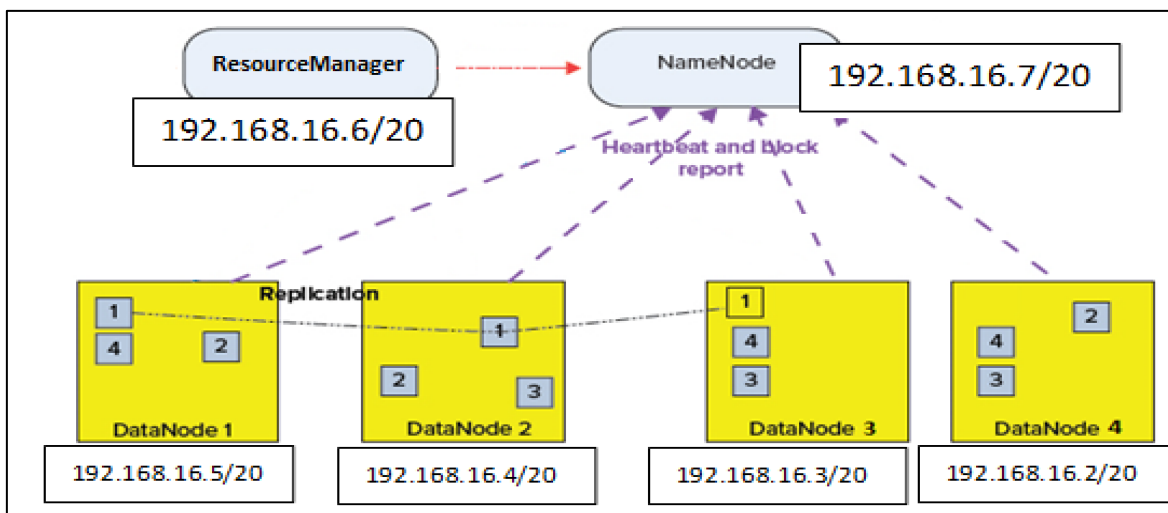 ResourceManager
192.168.16.6/20
NameNode
192.168.16.7/20
Heartbeat and block
report
Replication
1
4
2
DataNode 1
192.168.16.5/20
1
2
3
DataNode 2
192.168.16.4/20
1
4
3
DataNode 3
192.168.16.3/20
2
4
3
DataNode 4
192.168.16.2/20